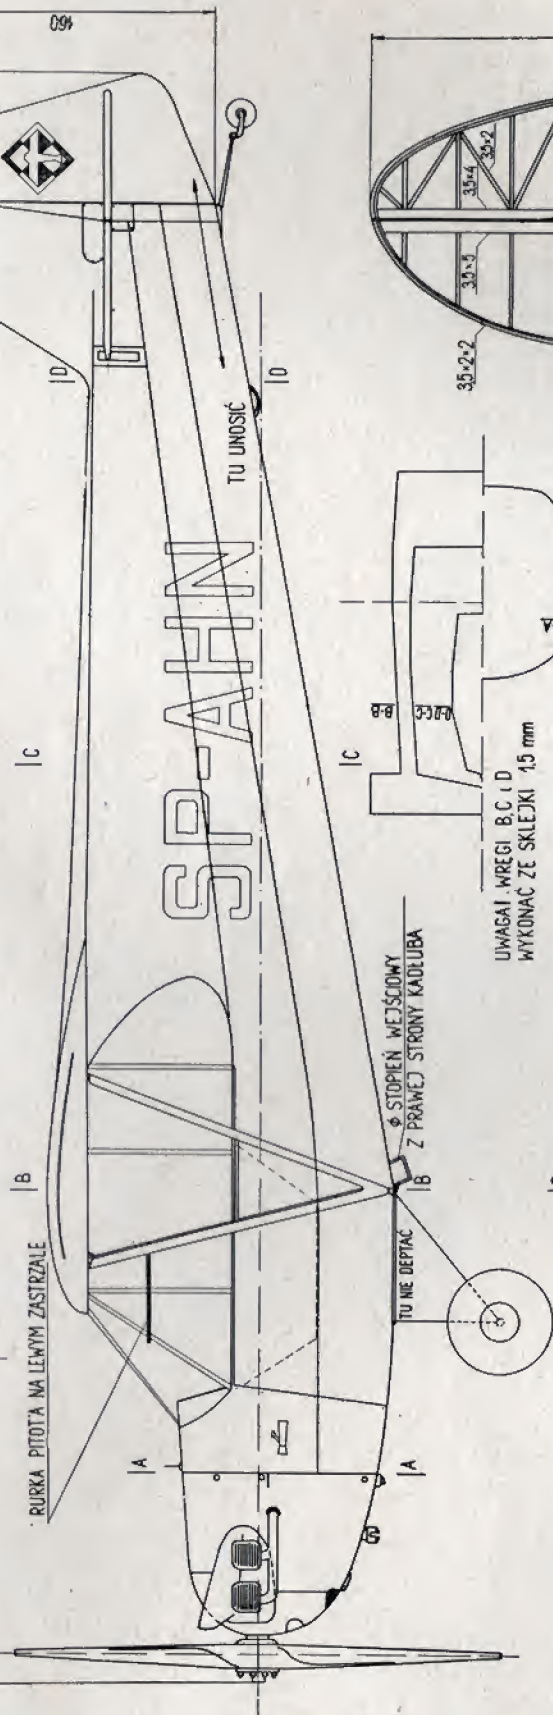 160
RURKA PITOT'A NA LEWYM ZASTRZALE
A
B
C
D
SP-AHN
TU UNOSIĆ
TU NIE DEPTAĆ
A
B
C
D
⌀ STOPIEŃ WEJŚCIOWY
Z PRAWEJ STRONY KADŁUBA
B-B
C-C
D-D
A
UWAGA! WRĘGI B,C i D
WYKONAĆ ZE SKLEJKI 1,5 mm
3,5×2×2
3,5×5
3,5×4
3,5×2